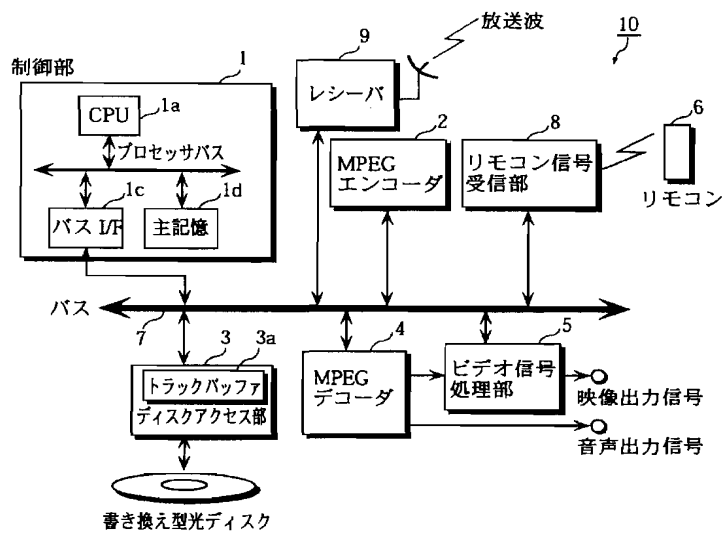 放送波
10
制御部
1
9
レシーバ
CPU
1a
プロセッサバス
1c
1d
バス I/F
主記憶
2
MPEG
エンコーダ
8
リモコン信号
受信部
6
リモコン
バス
7
3
3a
トラックバッファ
ディスクアクセス部
4
MPEG
デコーダ
5
ビデオ信号
処理部
映像出力信号
音声出力信号
書き換え型光ディスク